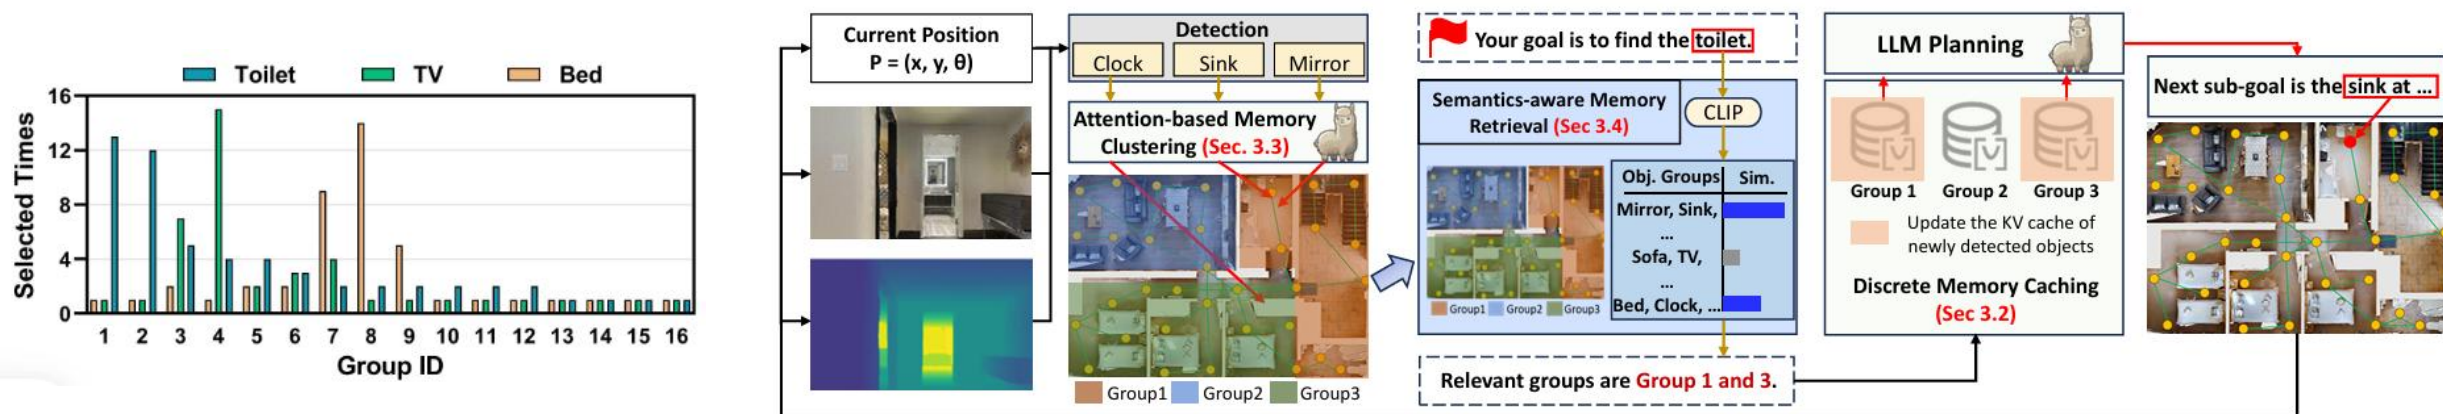 Toilet TV Bed
Selected Times
16
12
8
4
0
1 2 3 4 5 6 7 8 9 10 11 12 13 14 15 16
Group ID
Current Position
P = (x, y, θ)
Detection
Clock Sink Mirror
Attention-based Memory
Clustering (Sec. 3.3)
Group1 Group2 Group3
Your goal is to find the toilet.
Semantics-aware Memory
Retrieval (Sec 3.4)
CLIP
Obj. Groups Sim.
Mirror, Sink,
...
Sofa, TV,
...
Bed, Clock, ...
Group1 Group2 Group3
Relevant groups are Group 1 and 3.
LLM Planning
Group 1 Group 2 Group 3
Update the KV cache of
newly detected objects
Discrete Memory Caching
(Sec 3.2)
Next sub-goal is the sink at ...